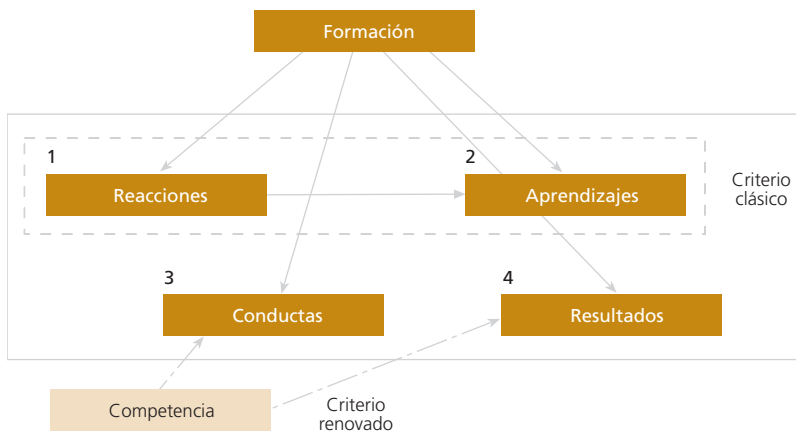 Formación
1
2
Reacciones
Aprendizajes
Criterio
clásico
3
4
Conductas
Resultados
Competencia
Criterio
renovado